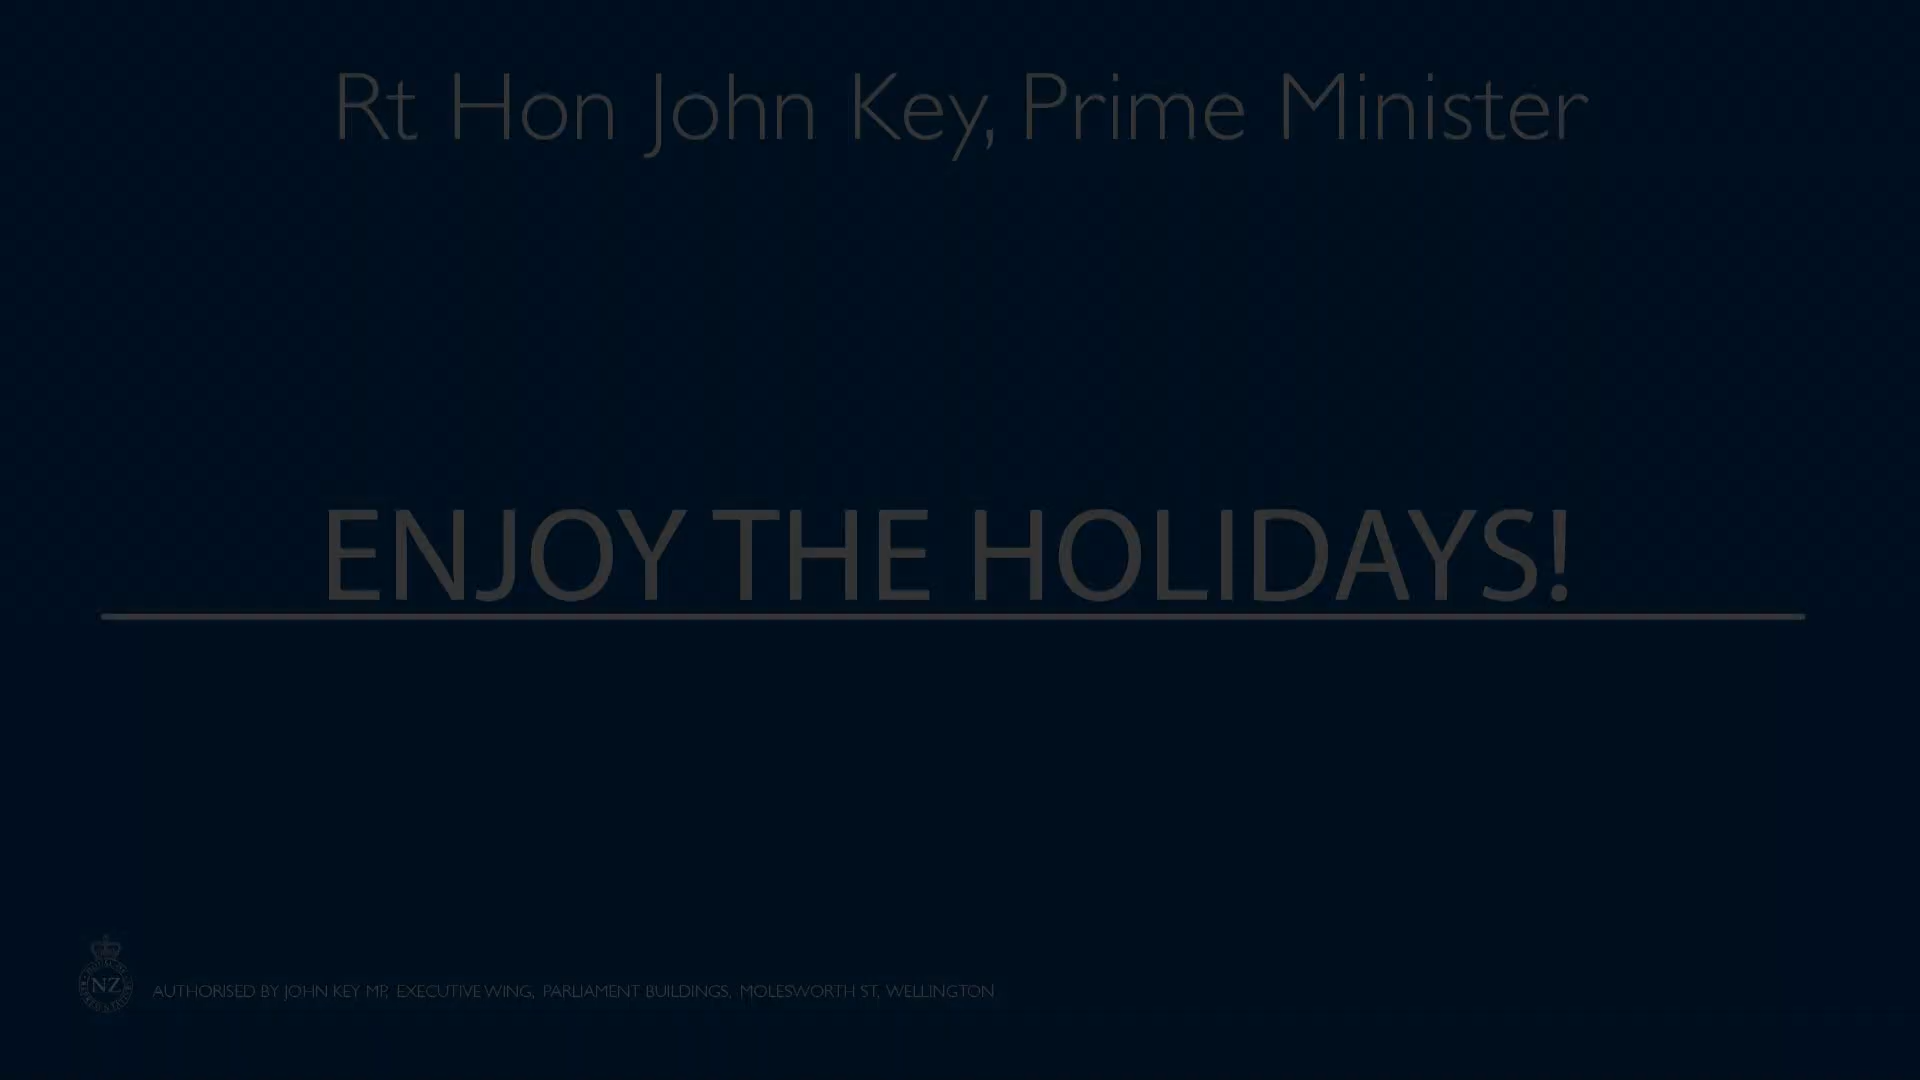 Rt Hon John Key, Prime Minister
ENJOY THE HOLIDAYS!
NZ
AUTHORISED BY JOHN KEY MP, EXECUTIVE WING, PARLIAMENT BUILDINGS, MOLESWORTH ST, WELLINGTON